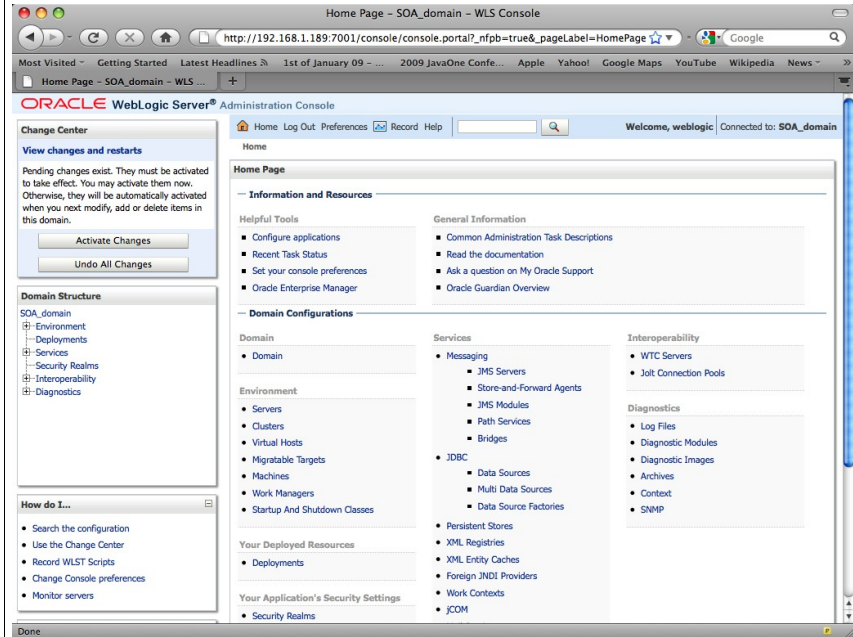 Home Page – SOA_domain – WLS Console
http://192.168.1.189:7001/console/console.portal?_nfpb=true&_pageLabel=HomePage
Google
Most Visited
Getting Started
Latest Headlines
1st of January 09 – ...
2009 JavaOne Confe...
Apple
Yahoo!
Google Maps
YouTube
Wikipedia
News
»
Home Page – SOA_domain – WLS ...
+
ORACLE WebLogic Server® Administration Console
Change Center
View changes and restarts
Pending changes exist. They must be activated
to take effect. You may activate them now.
Otherwise, they will be automatically activated
when you next modify, add or delete items in
this domain.
Activate Changes
Undo All Changes
Domain Structure
SOA_domain
Environment
Deployments
Services
Security Realms
Interoperability
Diagnostics
How do I...
Search the configuration
Use the Change Center
Record WLST Scripts
Change Console preferences
Monitor servers
Home Log Out Preferences Record Help
Welcome, weblogic Connected to: SOA_domain
Home
Home Page
Information and Resources
Helpful Tools
Configure applications
Recent Task Status
Set your console preferences
Oracle Enterprise Manager
General Information
Common Administration Task Descriptions
Read the documentation
Ask a question on My Oracle Support
Oracle Guardian Overview
Domain Configurations
Domain
Domain
Environment
Servers
Clusters
Virtual Hosts
Migratable Targets
Machines
Work Managers
Startup And Shutdown Classes
Your Deployed Resources
Deployments
Your Application's Security Settings
Security Realms
Services
Messaging
JMS Servers
Store-and-Forward Agents
JMS Modules
Path Services
Bridges
JDBC
Data Sources
Multi Data Sources
Data Source Factories
Persistent Stores
XML Registries
XML Entity Caches
Foreign JNDI Providers
Work Contexts
jCOM
Interoperability
WTC Servers
Jolt Connection Pools
Diagnostics
Log Files
Diagnostic Modules
Diagnostic Images
Archives
Context
SNMP
Done